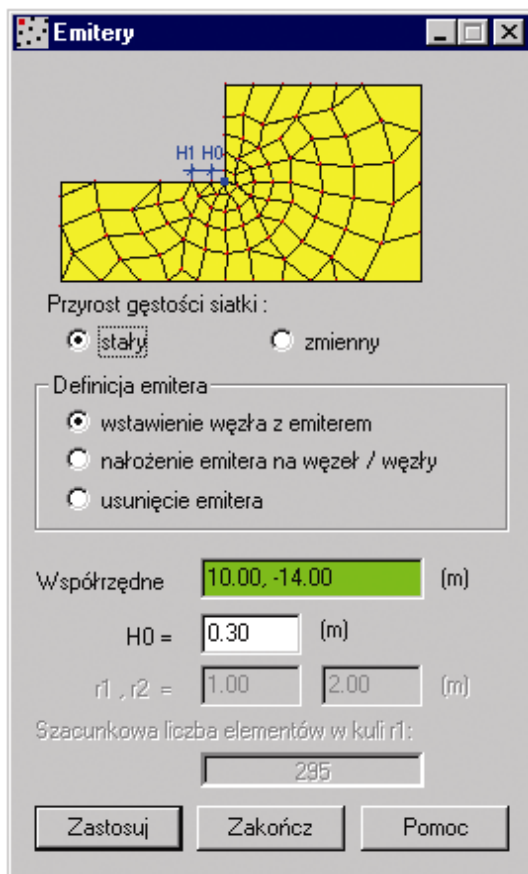 Emitery
H1 H0
Przyrost gęstości siatki :
stały zmienny
Definicja emitera
wstawienie węzła z emiterem
nałożenie emitera na węzeł / węzły
usunięcie emitera
Współrzędne 10.00, -14.00 (m)
H0 = 0.30 (m)
r1 , r2 = 1.00 2.00 (m)
Szacunkowa liczba elementów w kuli r1:
295
Zastosuj Zakończ Pomoc